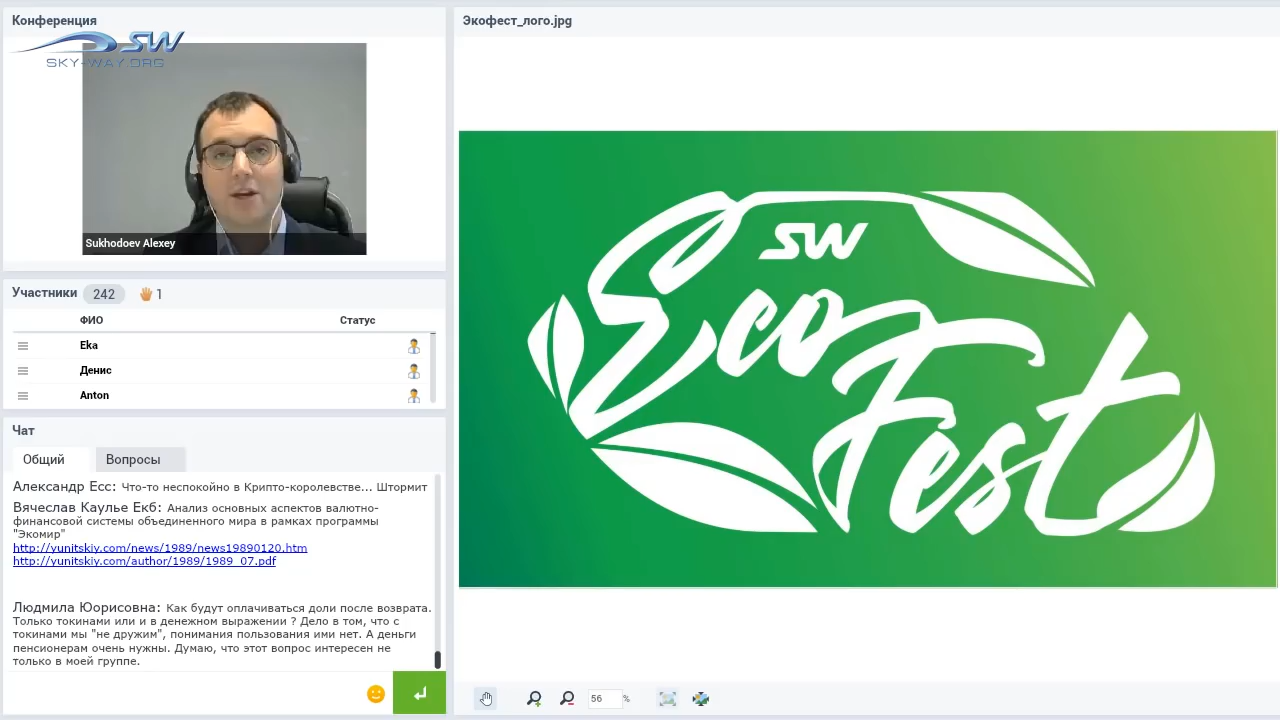 Конференция
SW
SKY-WAY.ORG
Sukhodoev Alexey
Участники 242 1
ФИО Статус
Eka
Денис
Anton
Чат
Общий Вопросы
Александр Есс: Что-то неспокойно в Крипто-королевстве... Штормит
Вячеслав Каулье Екб: Анализ основных аспектов валютно-
финансовой системы объединенного мира в рамках программы
"Экомир"
http://yunitskiy.com/news/1989/news19890120.htm
http://yunitskiy.com/author/1989/1989_07.pdf
Людмила Юорисовна: Как будут оплачиваться доли после возврата.
Только токинами или и в денежном выражении ? Дело в том, что с
токинами мы "не дружим", понимания пользования ими нет. А деньги
пенсионерам очень нужны. Думаю, что этот вопрос интересен не
только в моей группе.
Экофест_лого.jpg
SW
Eco
Fest
56 %